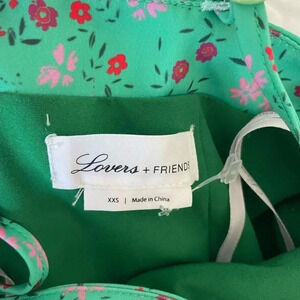 Lovers + FRIENDS
XXS | Made in China